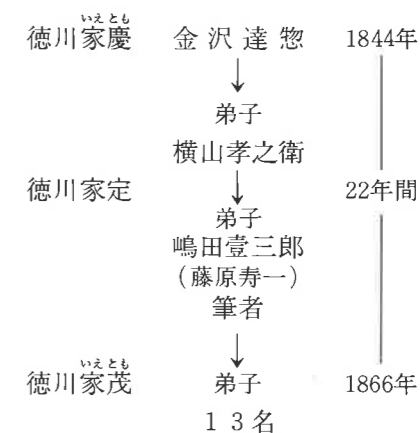 いえとも
徳川家慶 金沢達惣 1844年
弟子
横山孝之衛
徳川家定 22年間
弟子
嶋田壹三郎
(藤原寿一)
筆者
いえとも
徳川家茂 弟子 1866年
13名